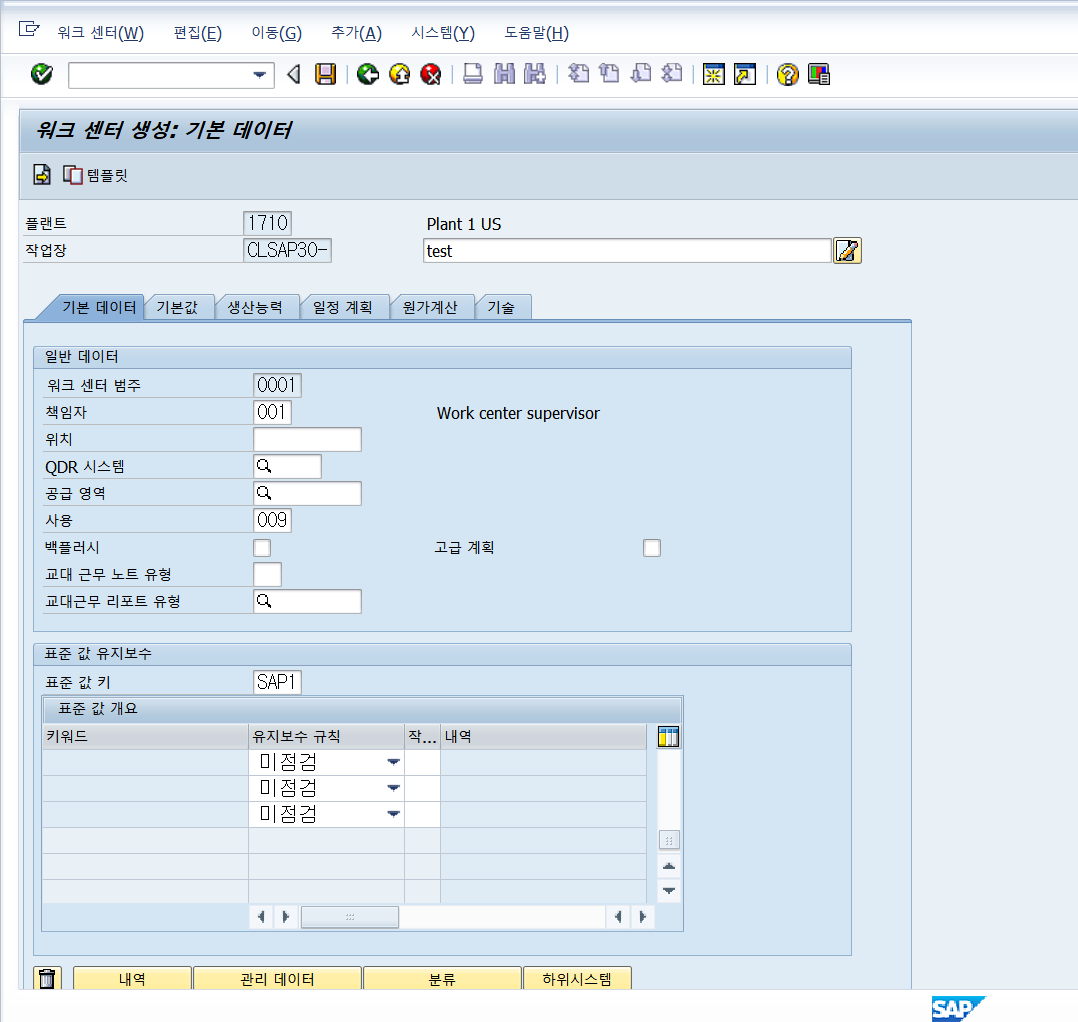 워크 센터(W) 편집(E) 이동(G) 추가(A) 시스템(Y) 도움말(H)
워크 센터 생성: 기본 데이터
템플릿
플랜트 1710 Plant 1 US
작업장 CLSAP30- test
기본 데이터 기본값 생산능력 일정 계획 원가계산 기술
일반 데이터
워크 센터 범주 0001
책임자 001 Work center supervisor
위치
QDR 시스템
공급 영역
사용 009
백플러시 고급 계획
교대 근무 노트 유형
교대근무 리포트 유형
표준 값 유지보수
표준 값 키 SAP1
표준 값 개요
키워드 유지보수 규칙 작... 내역
미점검
미점검
미점검
내역 관리 데이터 분류 하위시스템
SAP